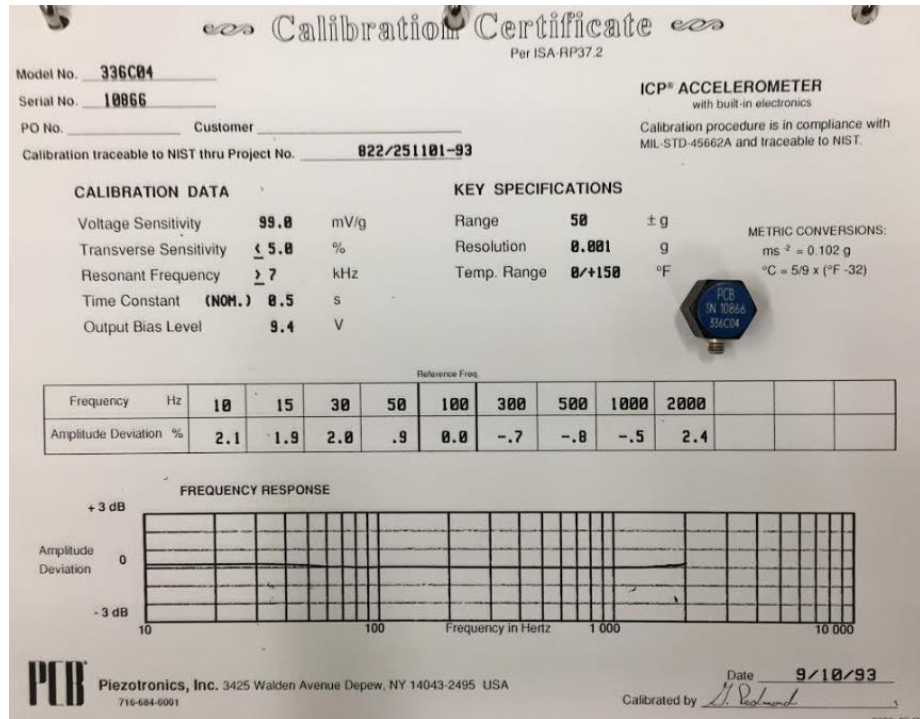 Calibration Certificate
Per ISA-RP37.2
Model No. 336C04
Serial No. 10866
PO No. Customer
Calibration traceable to NIST thru Project No. 822/251101-93
ICP® ACCELEROMETER
with built-in electronics
Calibration procedure is in compliance with
MIL-STD-45662A and traceable to NIST.
CALIBRATION DATA
Voltage Sensitivity 99.0 mV/g
Transverse Sensitivity ≤ 5.0 %
Resonant Frequency ≥ 7 kHz
Time Constant (NOM.) 0.5 s
Output Bias Level 9.4 V
KEY SPECIFICATIONS
Range 50 ± g
Resolution 0.001 g
Temp. Range 0/+150 °F
METRIC CONVERSIONS:
ms⁻² = 0.102 g
°C = 5/9 x (°F -32)
PCB
SN 10866
336C04
Reference Freq.
Frequency Hz 10 15 30 50 100 300 500 1000 2000
Amplitude Deviation % 2.1 1.9 2.0 .9 0.0 -.7 -.8 -.5 2.4
FREQUENCY RESPONSE
+ 3 dB
Amplitude
Deviation
0
- 3 dB
10 100 Frequency in Hertz 1 000 10 000
PCB Piezotronics, Inc. 3425 Walden Avenue Depew, NY 14043-2495 USA
716-684-0001
Date 9/10/93
Calibrated by